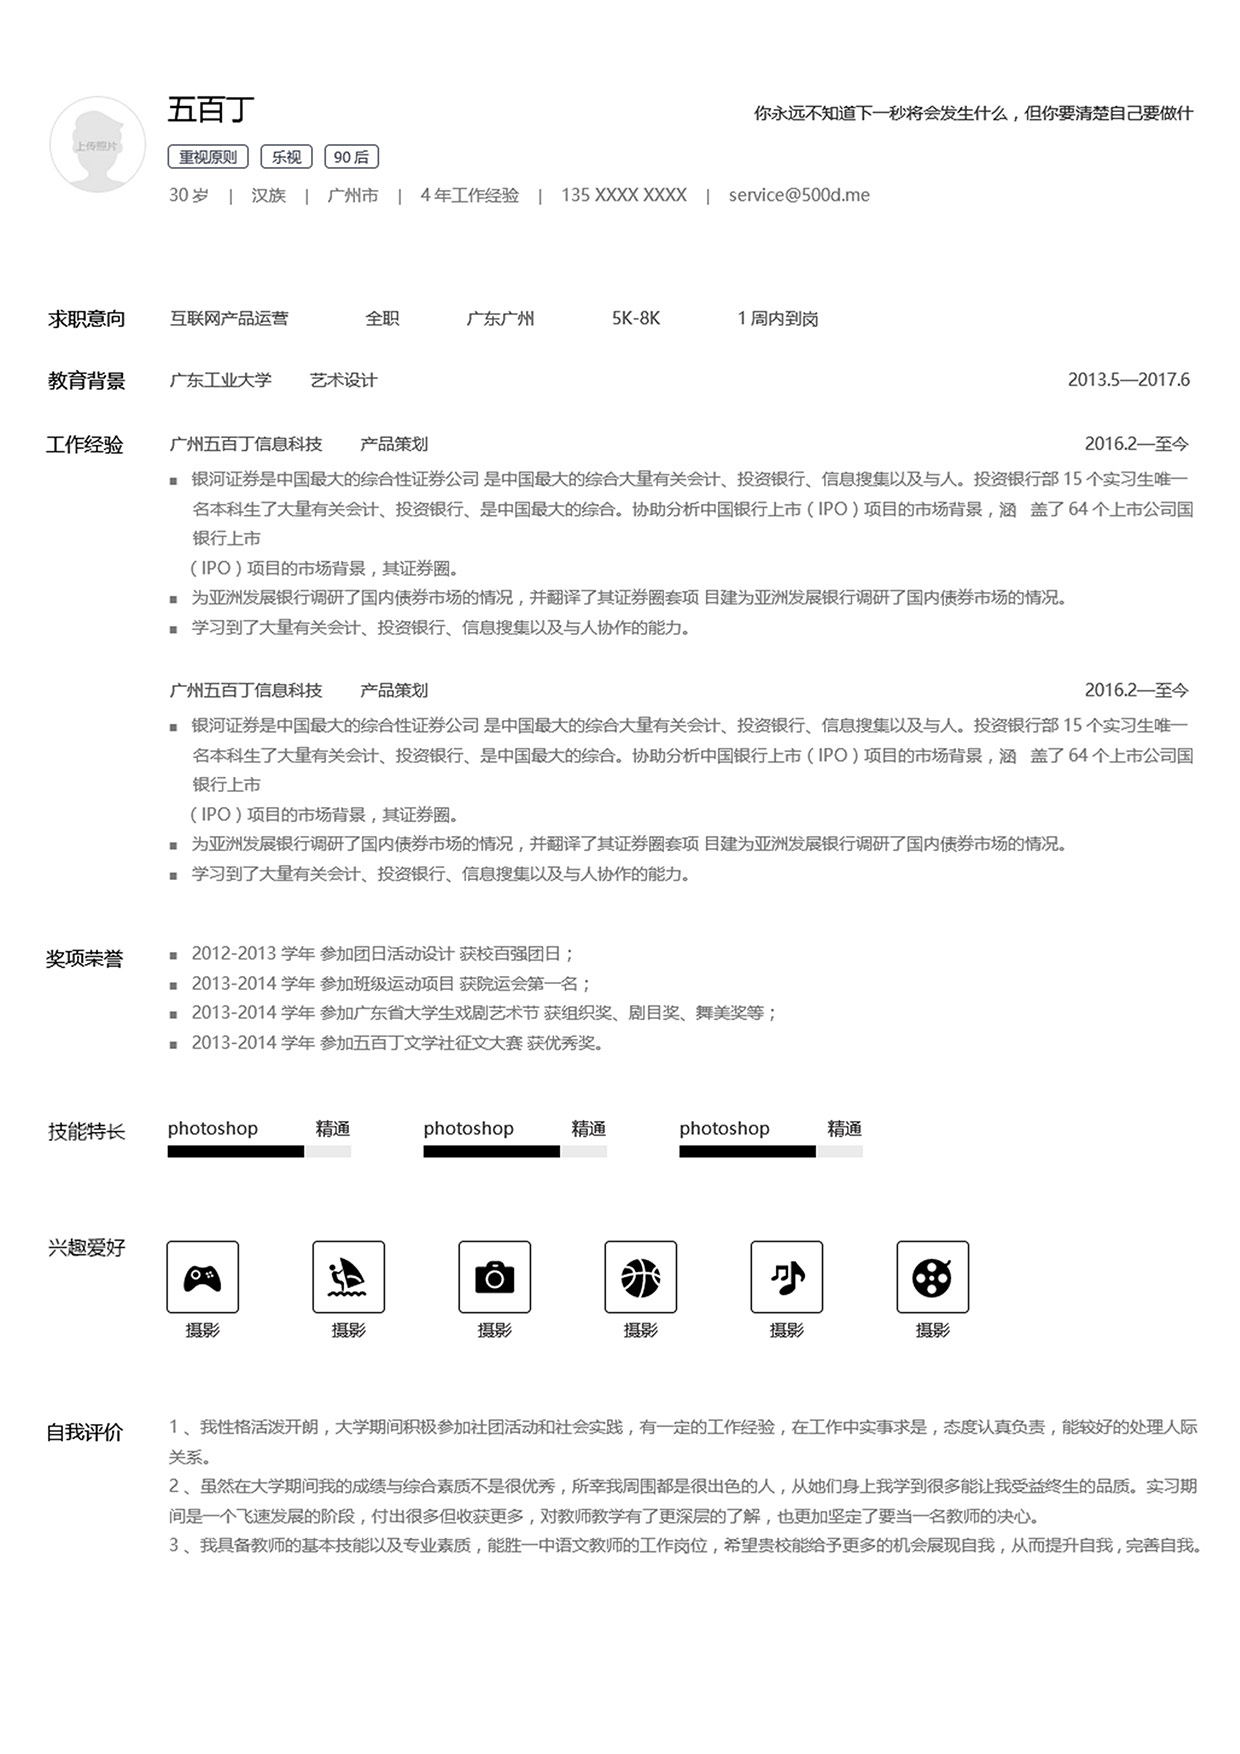 五百丁
你永远不知道下一秒将会发生什么，但你要清楚自己要做什
上传照片
重视原则 乐视 90后
30岁 | 汉族 | 广州市 | 4年工作经验 | 135 XXXX XXXX | service@500d.me
求职意向 互联网产品运营 全职 广东广州 5K-8K 1周内到岗
教育背景 广东工业大学 艺术设计 2013.5—2017.6
工作经验 广州五百丁信息科技 产品策划 2016.2—至今
■ 银河证券是中国最大的综合性证券公司 是中国最大的综合大量有关会计、投资银行、信息搜集以及与人。投资银行部 15 个实习生唯一
名本科生了大量有关会计、投资银行、是中国最大的综合。协助分析中国银行上市（IPO）项目的市场背景，涵 盖了 64 个上市公司国
银行上市
（IPO）项目的市场背景，其证券圈。
■ 为亚洲发展银行调研了国内债券市场的情况，并翻译了其证券圈套项 目建为亚洲发展银行调研了国内债券市场的情况。
■ 学习到了大量有关会计、投资银行、信息搜集以及与人协作的能力。
广州五百丁信息科技 产品策划 2016.2—至今
■ 银河证券是中国最大的综合性证券公司 是中国最大的综合大量有关会计、投资银行、信息搜集以及与人。投资银行部 15 个实习生唯一
名本科生了大量有关会计、投资银行、是中国最大的综合。协助分析中国银行上市（IPO）项目的市场背景，涵 盖了 64 个上市公司国
银行上市
（IPO）项目的市场背景，其证券圈。
■ 为亚洲发展银行调研了国内债券市场的情况，并翻译了其证券圈套项 目建为亚洲发展银行调研了国内债券市场的情况。
■ 学习到了大量有关会计、投资银行、信息搜集以及与人协作的能力。
奖项荣誉 ■ 2012-2013 学年 参加团日活动设计 获校百强团日；
■ 2013-2014 学年 参加班级运动项目 获院运会第一名；
■ 2013-2014 学年 参加广东省大学生戏剧艺术节 获组织奖、剧目奖、舞美奖等；
■ 2013-2014 学年 参加五百丁文学社征文大赛 获优秀奖。
技能特长 photoshop 精通 photoshop 精通 photoshop 精通
兴趣爱好
摄影 摄影 摄影 摄影 摄影 摄影
自我评价 1、我性格活泼开朗，大学期间积极参加社团活动和社会实践，有一定的工作经验，在工作中实事求是，态度认真负责，能较好的处理人际
关系。
2、虽然在大学期间我的成绩与综合素质不是很优秀，所幸我周围都是很出色的人，从她们身上我学到很多能让我受益终生的品质。实习期
间是一个飞速发展的阶段，付出很多但收获更多，对教师教学有了更深层的了解，也更加坚定了要当一名教师的决心。
3、我具备教师的基本技能以及专业素质，能胜一中语文教师的工作岗位，希望贵校能给予更多的机会展现自我，从而提升自我，完善自我。